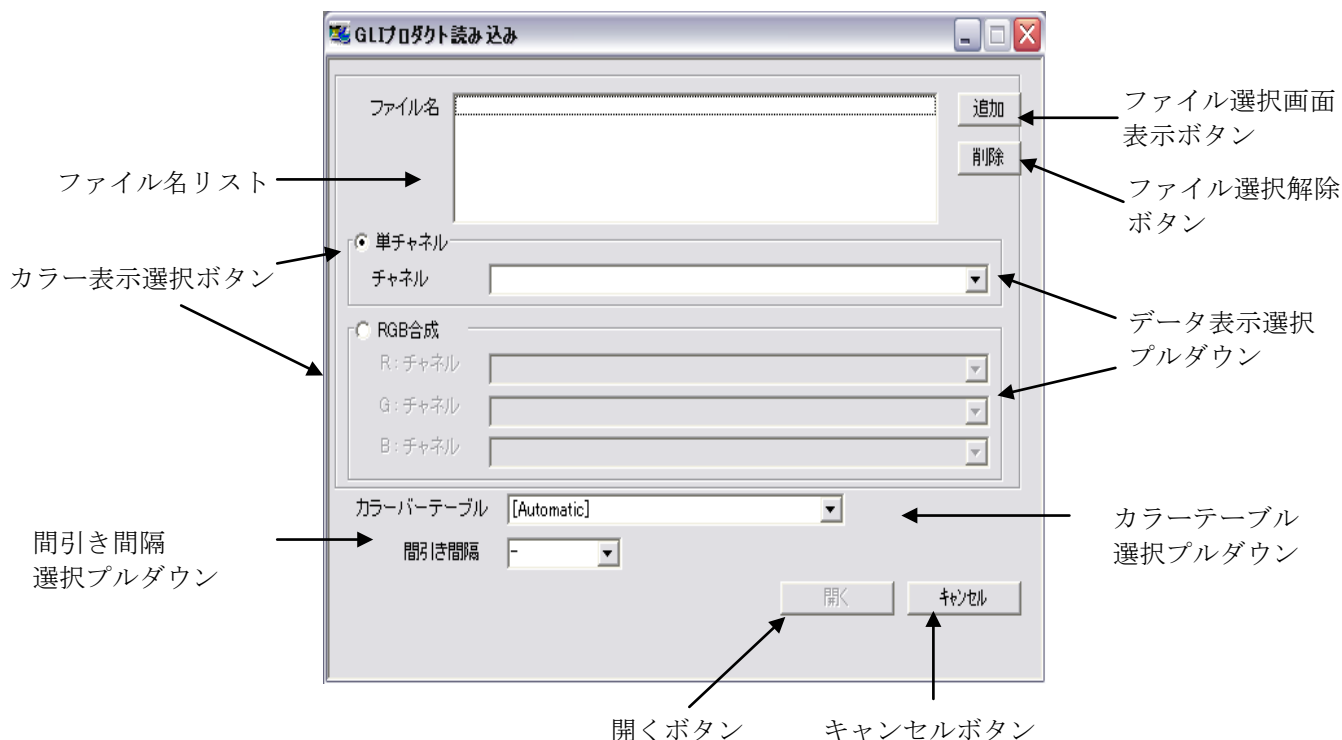 GLIプロダクト読み込み
ファイル名
追加
ファイル選択画面
表示ボタン
削除
ファイル名リスト
ファイル選択解除
ボタン
単チャネル
カラー表示選択ボタン
チャネル
データ表示選択
プルダウン
RGB合成
R:チャネル
G:チャネル
B:チャネル
カラーバーテーブル
[Automatic]
カラーテーブル
選択プルダウン
間引き間隔
選択プルダウン
間引き間隔
-
開く
キャンセル
開くボタン
キャンセルボタン